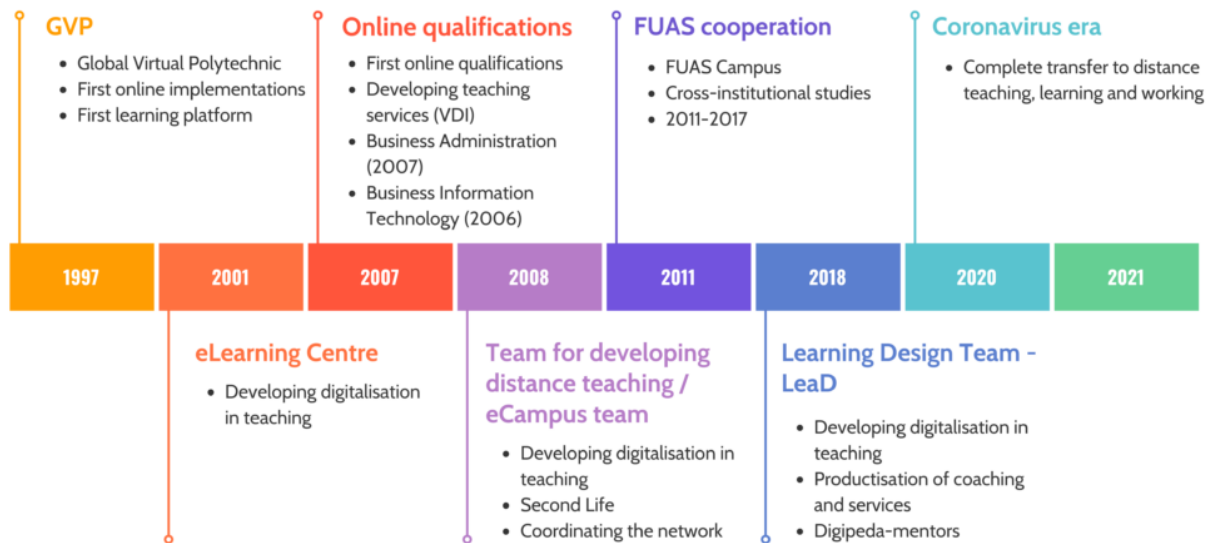 GVP
• Global Virtual Polytechnic
• First online implementations
• First learning platform
Online qualifications
• First online qualifications
• Developing teaching
services (VDI)
• Business Administration
(2007)
• Business Information
Technology (2006)
FUAS cooperation
• FUAS Campus
• Cross-institutional studies
• 2011-2017
Coronavirus era
• Complete transfer to distance
teaching, learning and working
1997
2001
2007
2008
2011
2018
2020
2021
eLearning Centre
• Developing digitalisation
in teaching
Team for developing
distance teaching /
eCampus team
• Developing digitalisation in
teaching
• Second Life
• Coordinating the network
Learning Design Team -
LeaD
• Developing digitalisation in
teaching
• Productisation of coaching
and services
• Digipeda-mentors